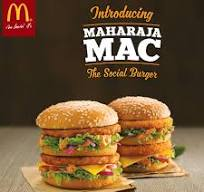 Introducing
MAHARAJA
MAC
The Social Burger